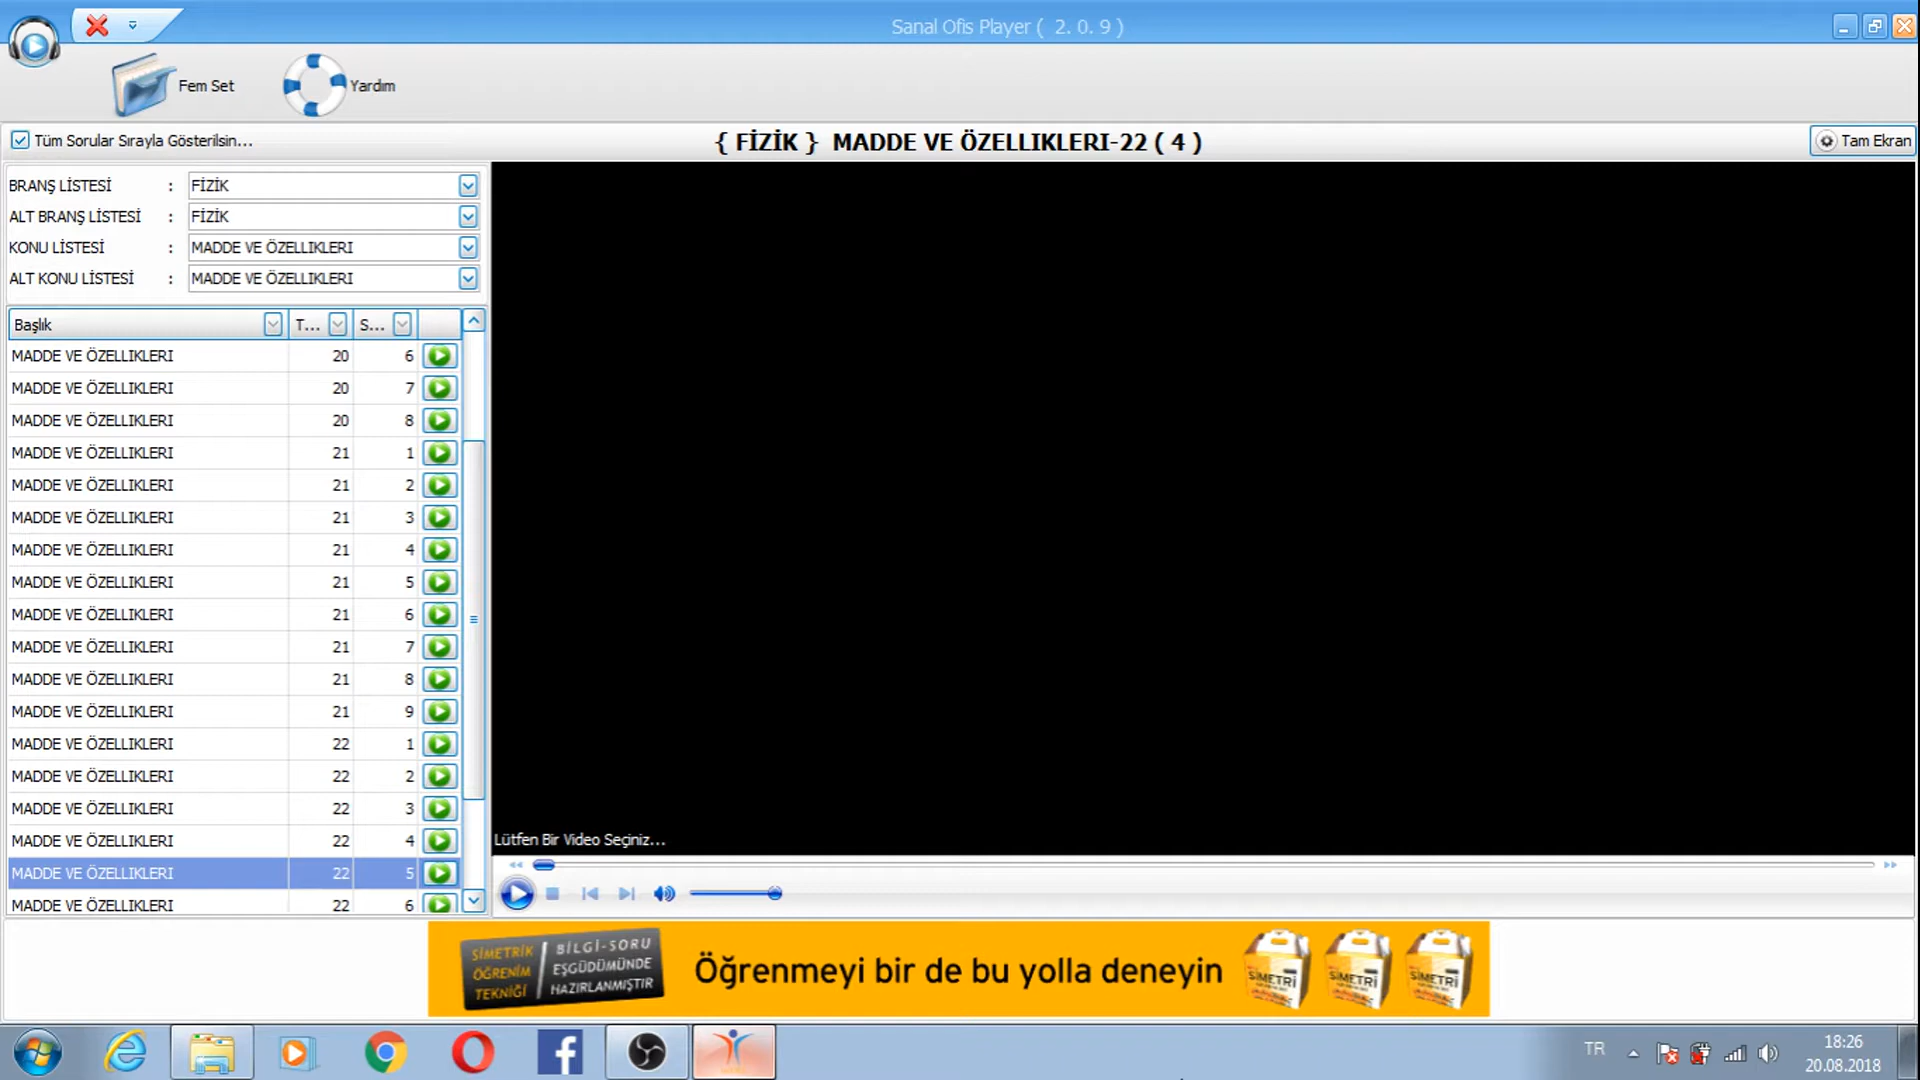 Sanal Ofis Player ( 2. 0. 9 )
Fem Set
Yardım
Tüm Sorular Sırayla Gösterilsin...
{ FİZİK } MADDE VE ÖZELLIKLERI-22 ( 4 )
Tam Ekran
BRANŞ LİSTESİ : FİZİK
ALT BRANŞ LİSTESİ : FİZİK
KONU LİSTESİ : MADDE VE ÖZELLIKLERI
ALT KONU LİSTESİ : MADDE VE ÖZELLIKLERI
Başlık T... S...
MADDE VE ÖZELLIKLERI 20 6
MADDE VE ÖZELLIKLERI 20 7
MADDE VE ÖZELLIKLERI 20 8
MADDE VE ÖZELLIKLERI 21 1
MADDE VE ÖZELLIKLERI 21 2
MADDE VE ÖZELLIKLERI 21 3
MADDE VE ÖZELLIKLERI 21 4
MADDE VE ÖZELLIKLERI 21 5
MADDE VE ÖZELLIKLERI 21 6
MADDE VE ÖZELLIKLERI 21 7
MADDE VE ÖZELLIKLERI 21 8
MADDE VE ÖZELLIKLERI 21 9
MADDE VE ÖZELLIKLERI 22 1
MADDE VE ÖZELLIKLERI 22 2
MADDE VE ÖZELLIKLERI 22 3
MADDE VE ÖZELLIKLERI 22 4
MADDE VE ÖZELLIKLERI 22 5
MADDE VE ÖZELLIKLERI 22 6
Lütfen Bir Video Seçiniz...
SİMETRİK
ÖĞRENİM
TEKNİĞİ
BİLGİ-SORU
EŞGÜDÜMÜNDE
HAZIRLANMIŞTIR
Öğrenmeyi bir de bu yolla deneyin
SİMETRİ
SİMETRİ
SİMETRİ
TR
18:26
20.08.2018